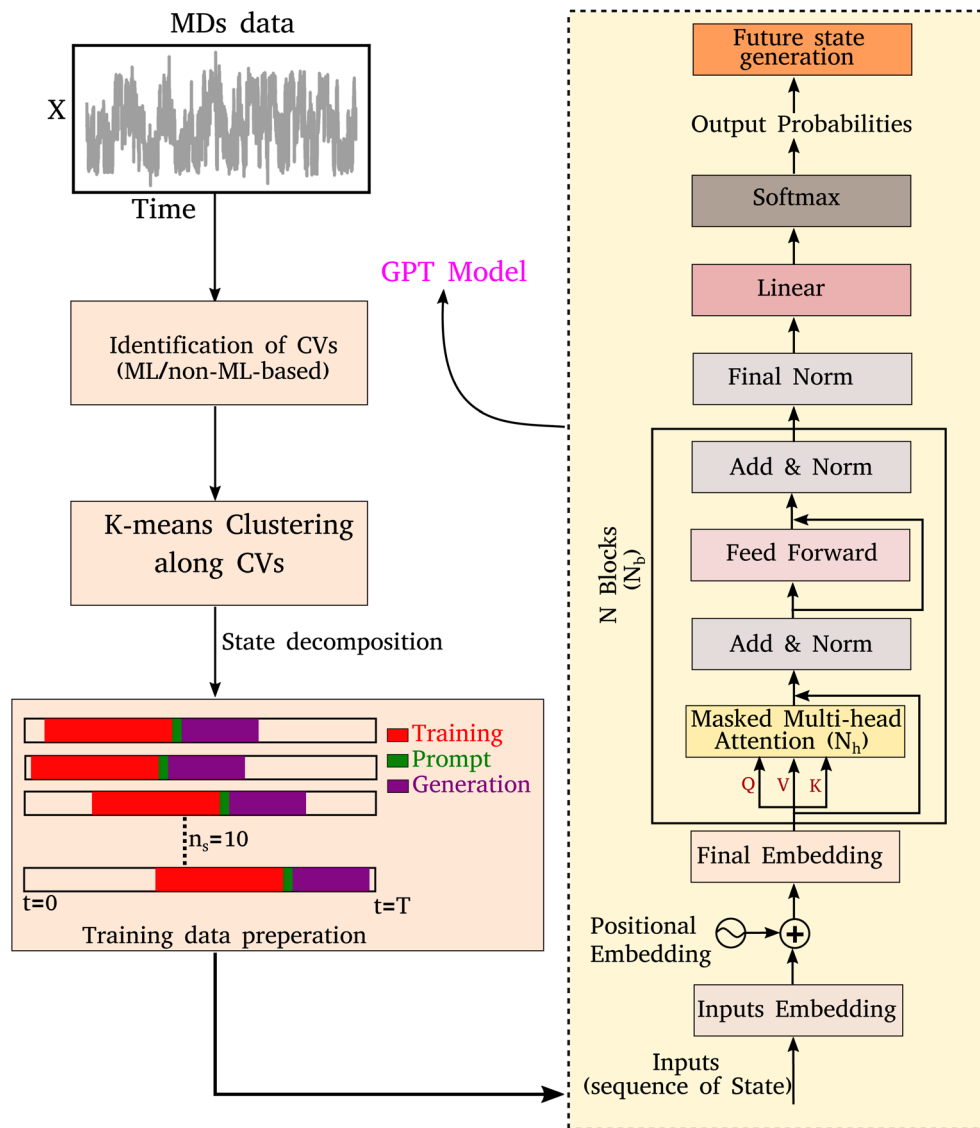 MDs data
X
Time
Identification of CVs
(ML/non-ML-based)
K-means Clustering
along CVs
State decomposition
Training
Prompt
Generation
nₛ=10
t=0
t=T
Training data preperation
GPT Model
Future state
generation
Output Probabilities
Softmax
Linear
Final Norm
Add & Norm
Feed Forward
N Blocks
(N_b)
Add & Norm
Masked Multi-head
Attention (Nₕ)
Q
V
K
Final Embedding
Positional
Embedding
+
Inputs Embedding
Inputs
(sequence of State)